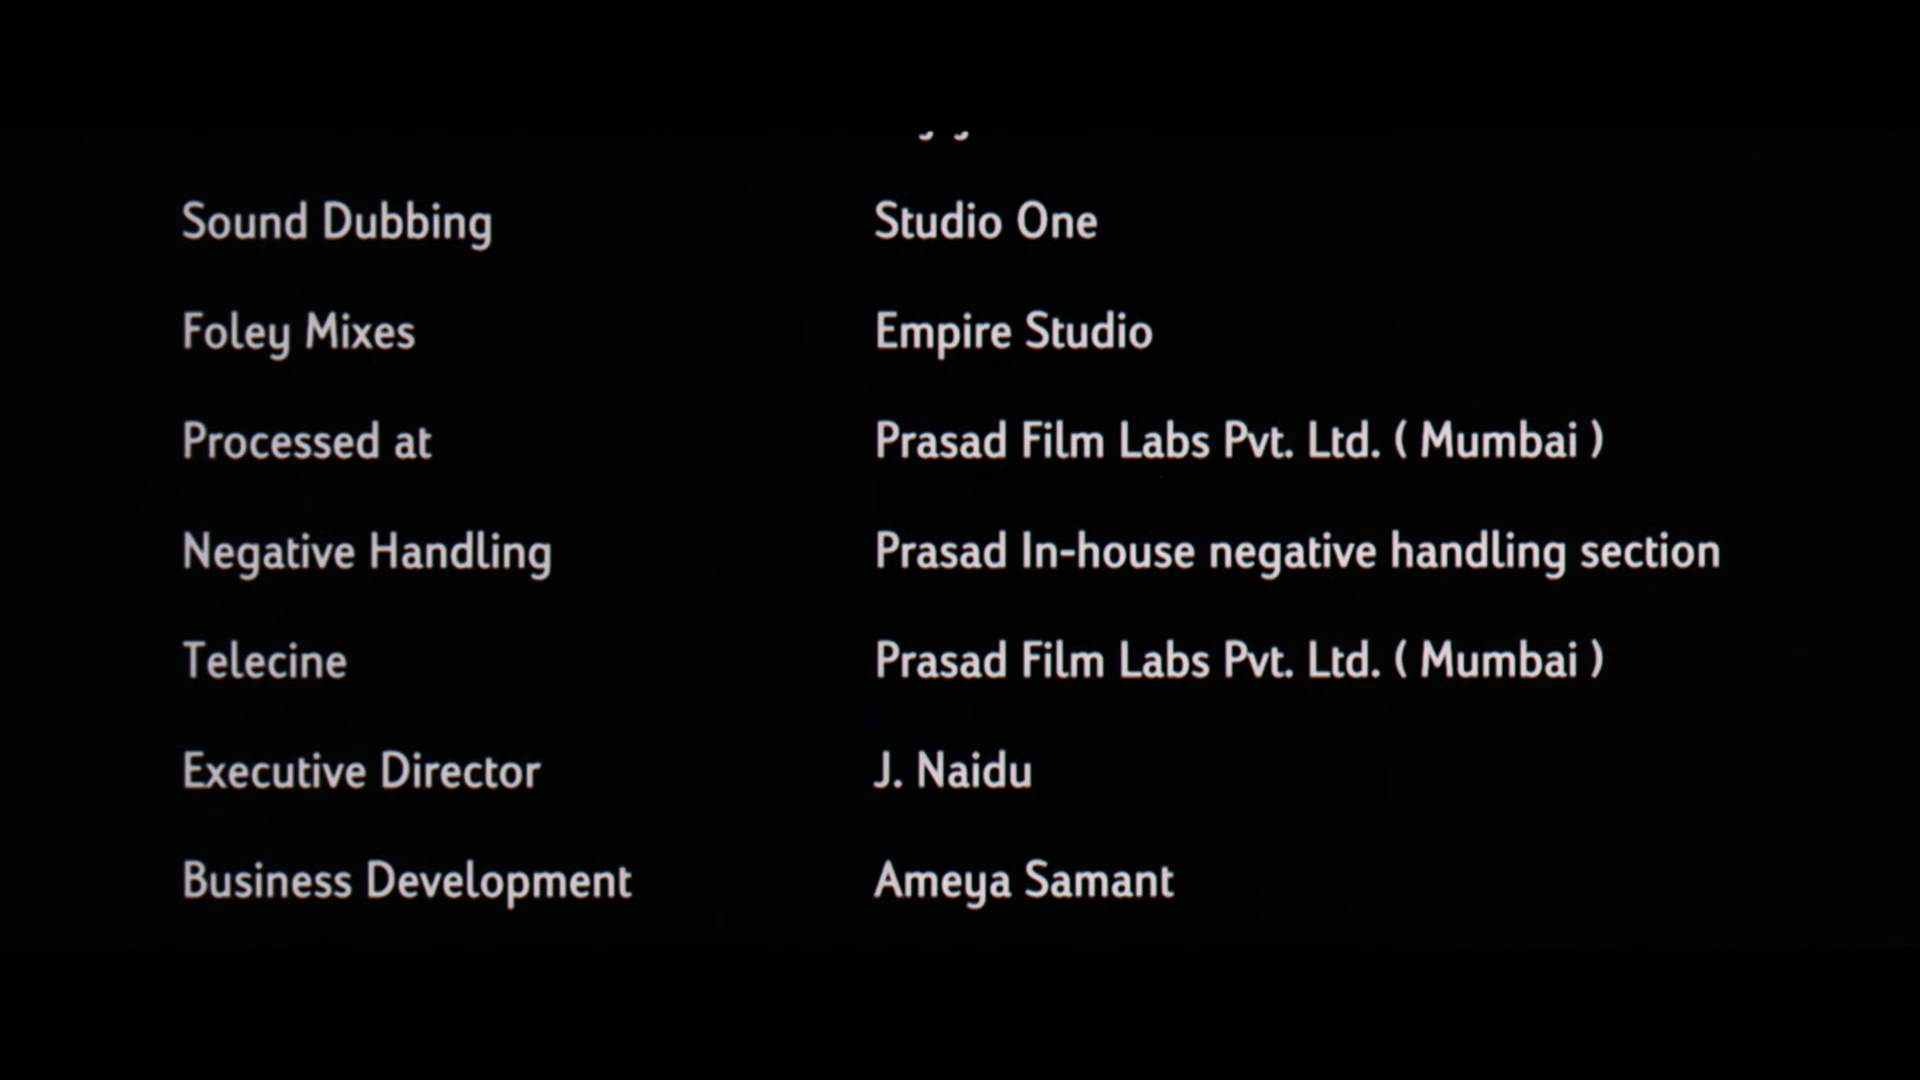 Sound Dubbing Studio One
Foley Mixes Empire Studio
Processed at Prasad Film Labs Pvt. Ltd. ( Mumbai )
Negative Handling Prasad In-house negative handling section
Telecine Prasad Film Labs Pvt. Ltd. ( Mumbai )
Executive Director J. Naidu
Business Development Ameya Samant